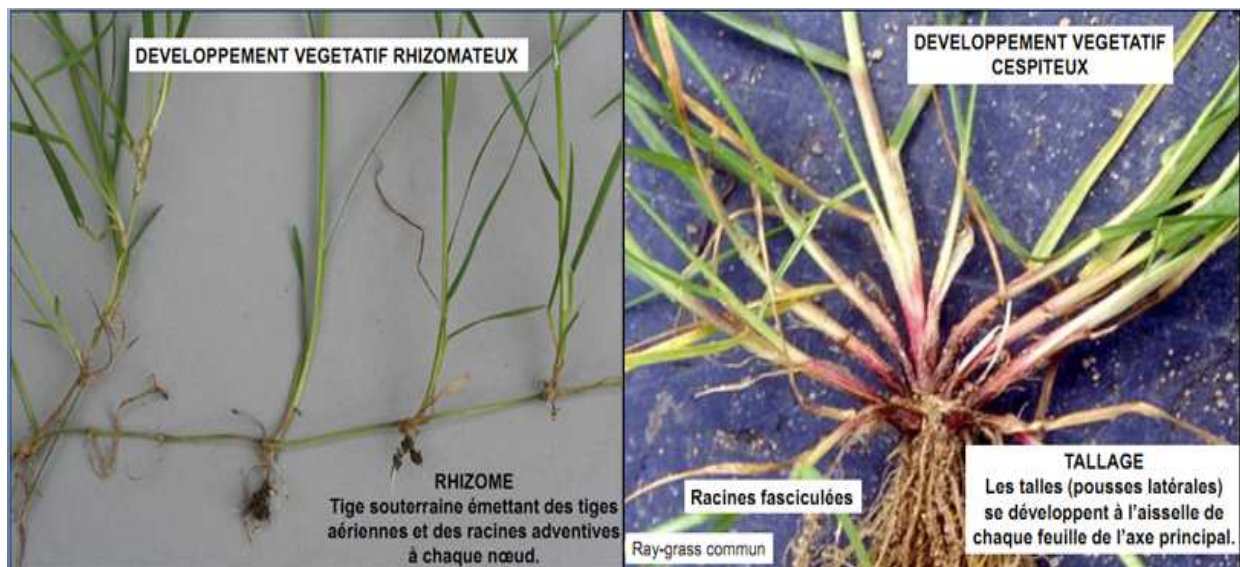 DEVELOPPEMENT VEGETATIF RHIZOMATEUX
RHIZOME
Tige souterraine émettant des tiges
aériennes et des racines adventives
à chaque nœud.
DEVELOPPEMENT VEGETATIF
CESPITEUX
Racines fasciculées
Ray-grass commun
TALLAGE
Les talles (pousses latérales)
se développent à l'aisselle de
chaque feuille de l'axe principal.